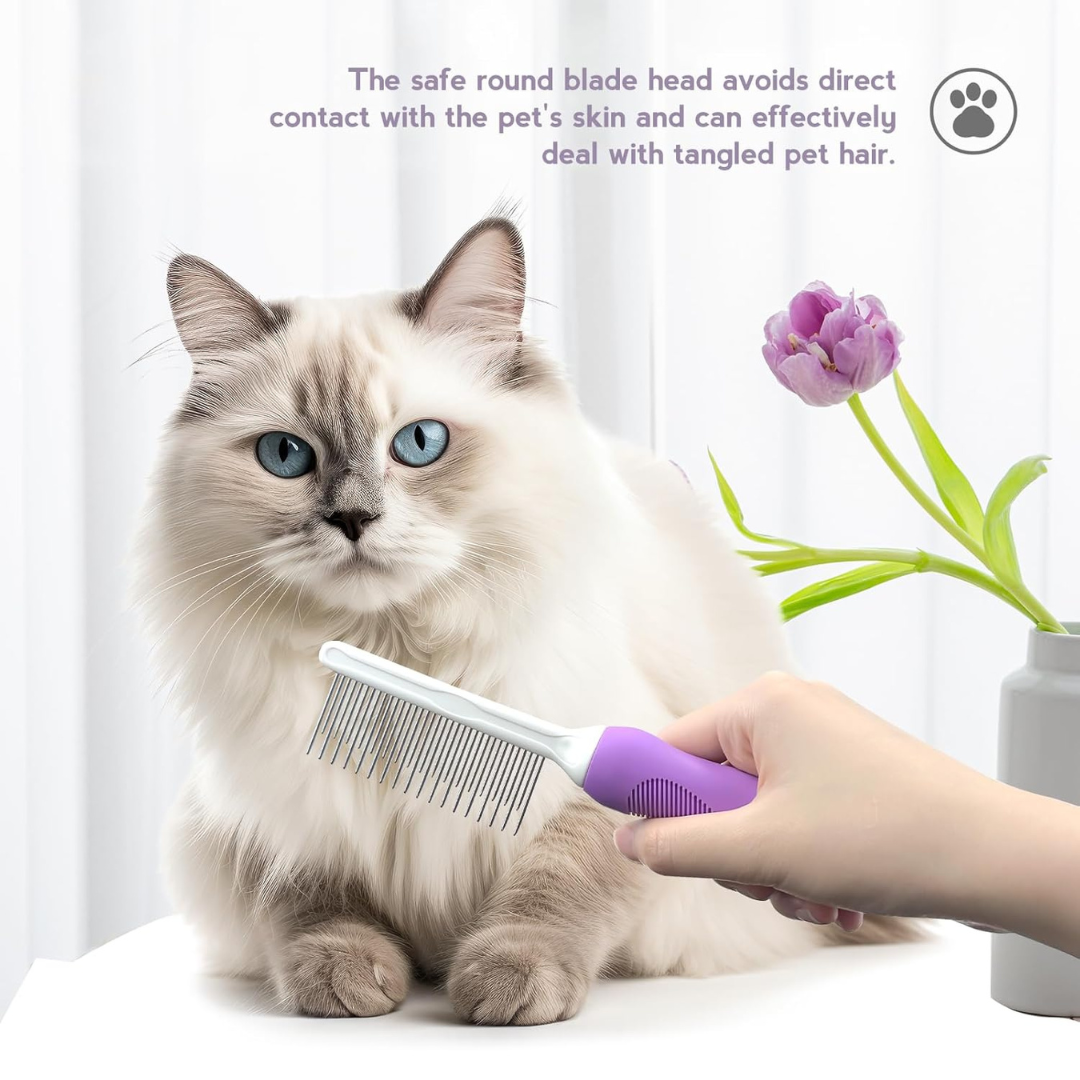 The safe round blade head avoids direct
contact with the pet's skin and can effectively
deal with tangled pet hair.